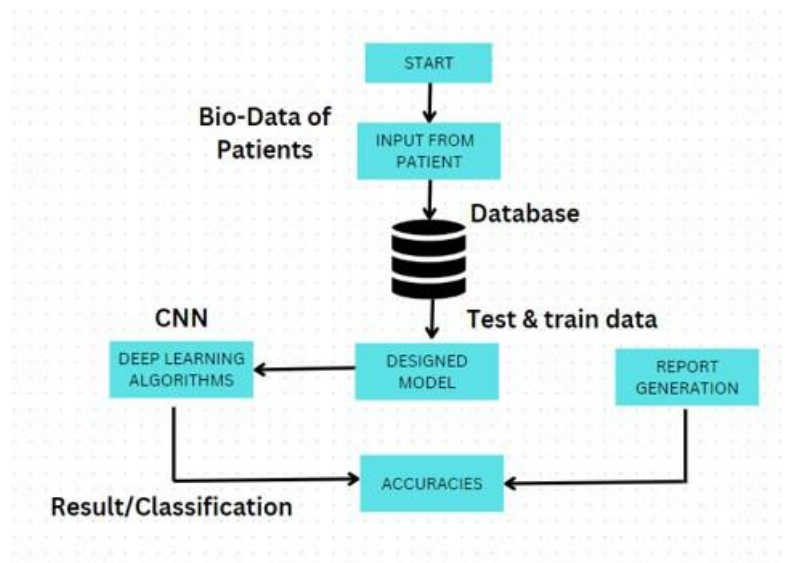 START
Bio-Data of
Patients
INPUT FROM
PATIENT
Database
Test & train data
CNN
DEEP LEARNING
ALGORITHMS
DESIGNED
MODEL
REPORT
GENERATION
ACCURACIES
Result/Classification